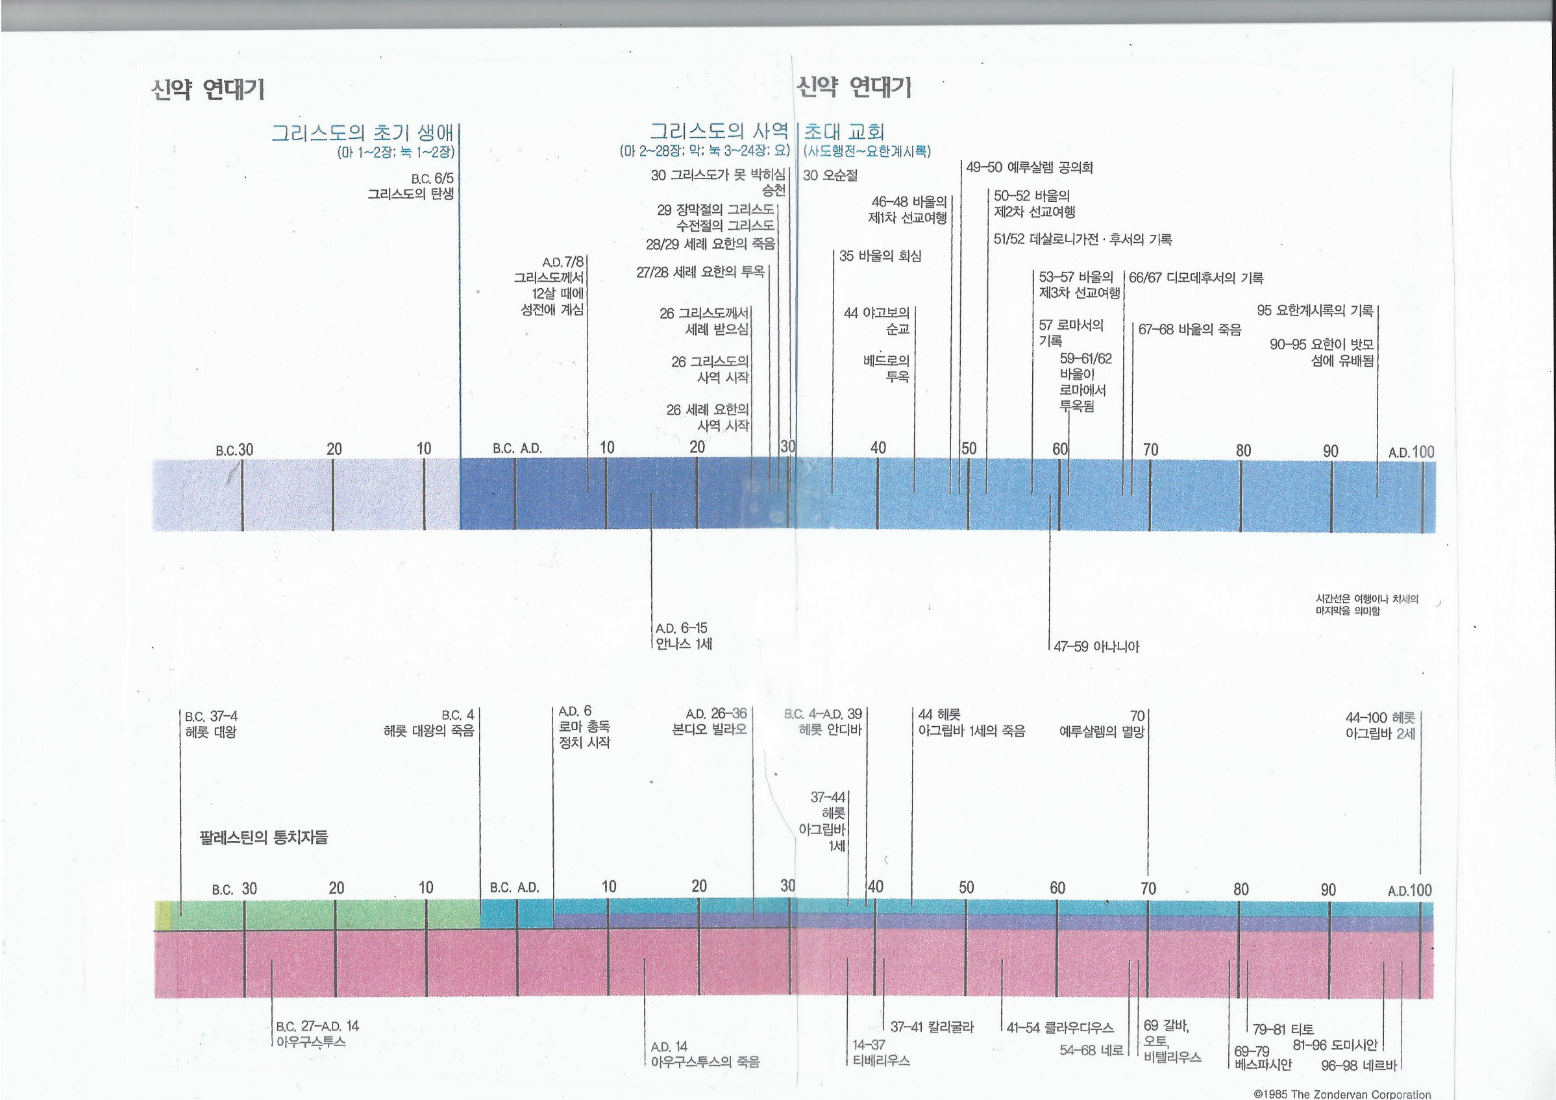 신약 연대기
신약 연대기
그리스도의 초기 생애
(마 1~2장; 눅 1~2장)
B.C. 6/5
그리스도의 탄생
A.D. 7/8
그리스도께서
12살 때에
성전애 계심
그리스도의 사역
(마 2~28장; 막; 눅 3~24장; 요)
30 그리스도가 못 박히심
승천
29 장막절의 그리스도
수전절의 그리스도
28/29 세례 요한의 죽음
27/28 세례 요한의 투옥
26 그리스도께서
세례 받으심
26 그리스도의
사역 시작
26 세례 요한의
사역 시작
초대 교회
(사도행전~요한계시록)
30 오순절
35 바울의 회심
44 야고보의
순교
베드로의
투옥
46-48 바울의
제1차 선교여행
49-50 예루살렘 공의회
50-52 바울의
제2차 선교여행
51/52 데살로니가전·후서의 기록
53-57 바울의
제3차 선교여행
57 로마서의
기록
59-61/62
바울이
로마에서
투옥됨
66/67 디모데후서의 기록
67-68 바울의 죽음
95 요한계시록의 기록
90-95 요한이 밧모
섬에 유배됨
B.C. 30 20 10 B.C. A.D. 10 20 30 40 50 60 70 80 90 A.D. 100
A.D. 6-15
안나스 1세
47-59 아나니아
시간선은 여행이나 치세의
마지막을 의미함
B.C. 37-4
헤롯 대왕
B.C. 4
헤롯 대왕의 죽음
A.D. 6
로마 총독
정치 시작
A.D. 26-36
본디오 빌라오
B.C. 4-A.D. 39
헤롯 안디바
37-44
헤롯
아그립바
1세
44 헤롯
아그립바 1세의 죽음
70
예루살렘의 멸망
44-100 헤롯
아그립바 2세
팔레스틴의 통치자들
B.C. 30 20 10 B.C. A.D. 10 20 30 40 50 60 70 80 90 A.D. 100
B.C. 27-A.D. 14
아우구스투스
A.D. 14
아우구스투스의 죽음
14-37
티베리우스
37-41 칼리굴라
41-54 클라우디우스
54-68 네로
69 갈바,
오토,
비텔리우스
69-79
베스파시안
79-81 티토
81-96 도미시안
96-98 네르바
©1985 The Zondervan Corporation